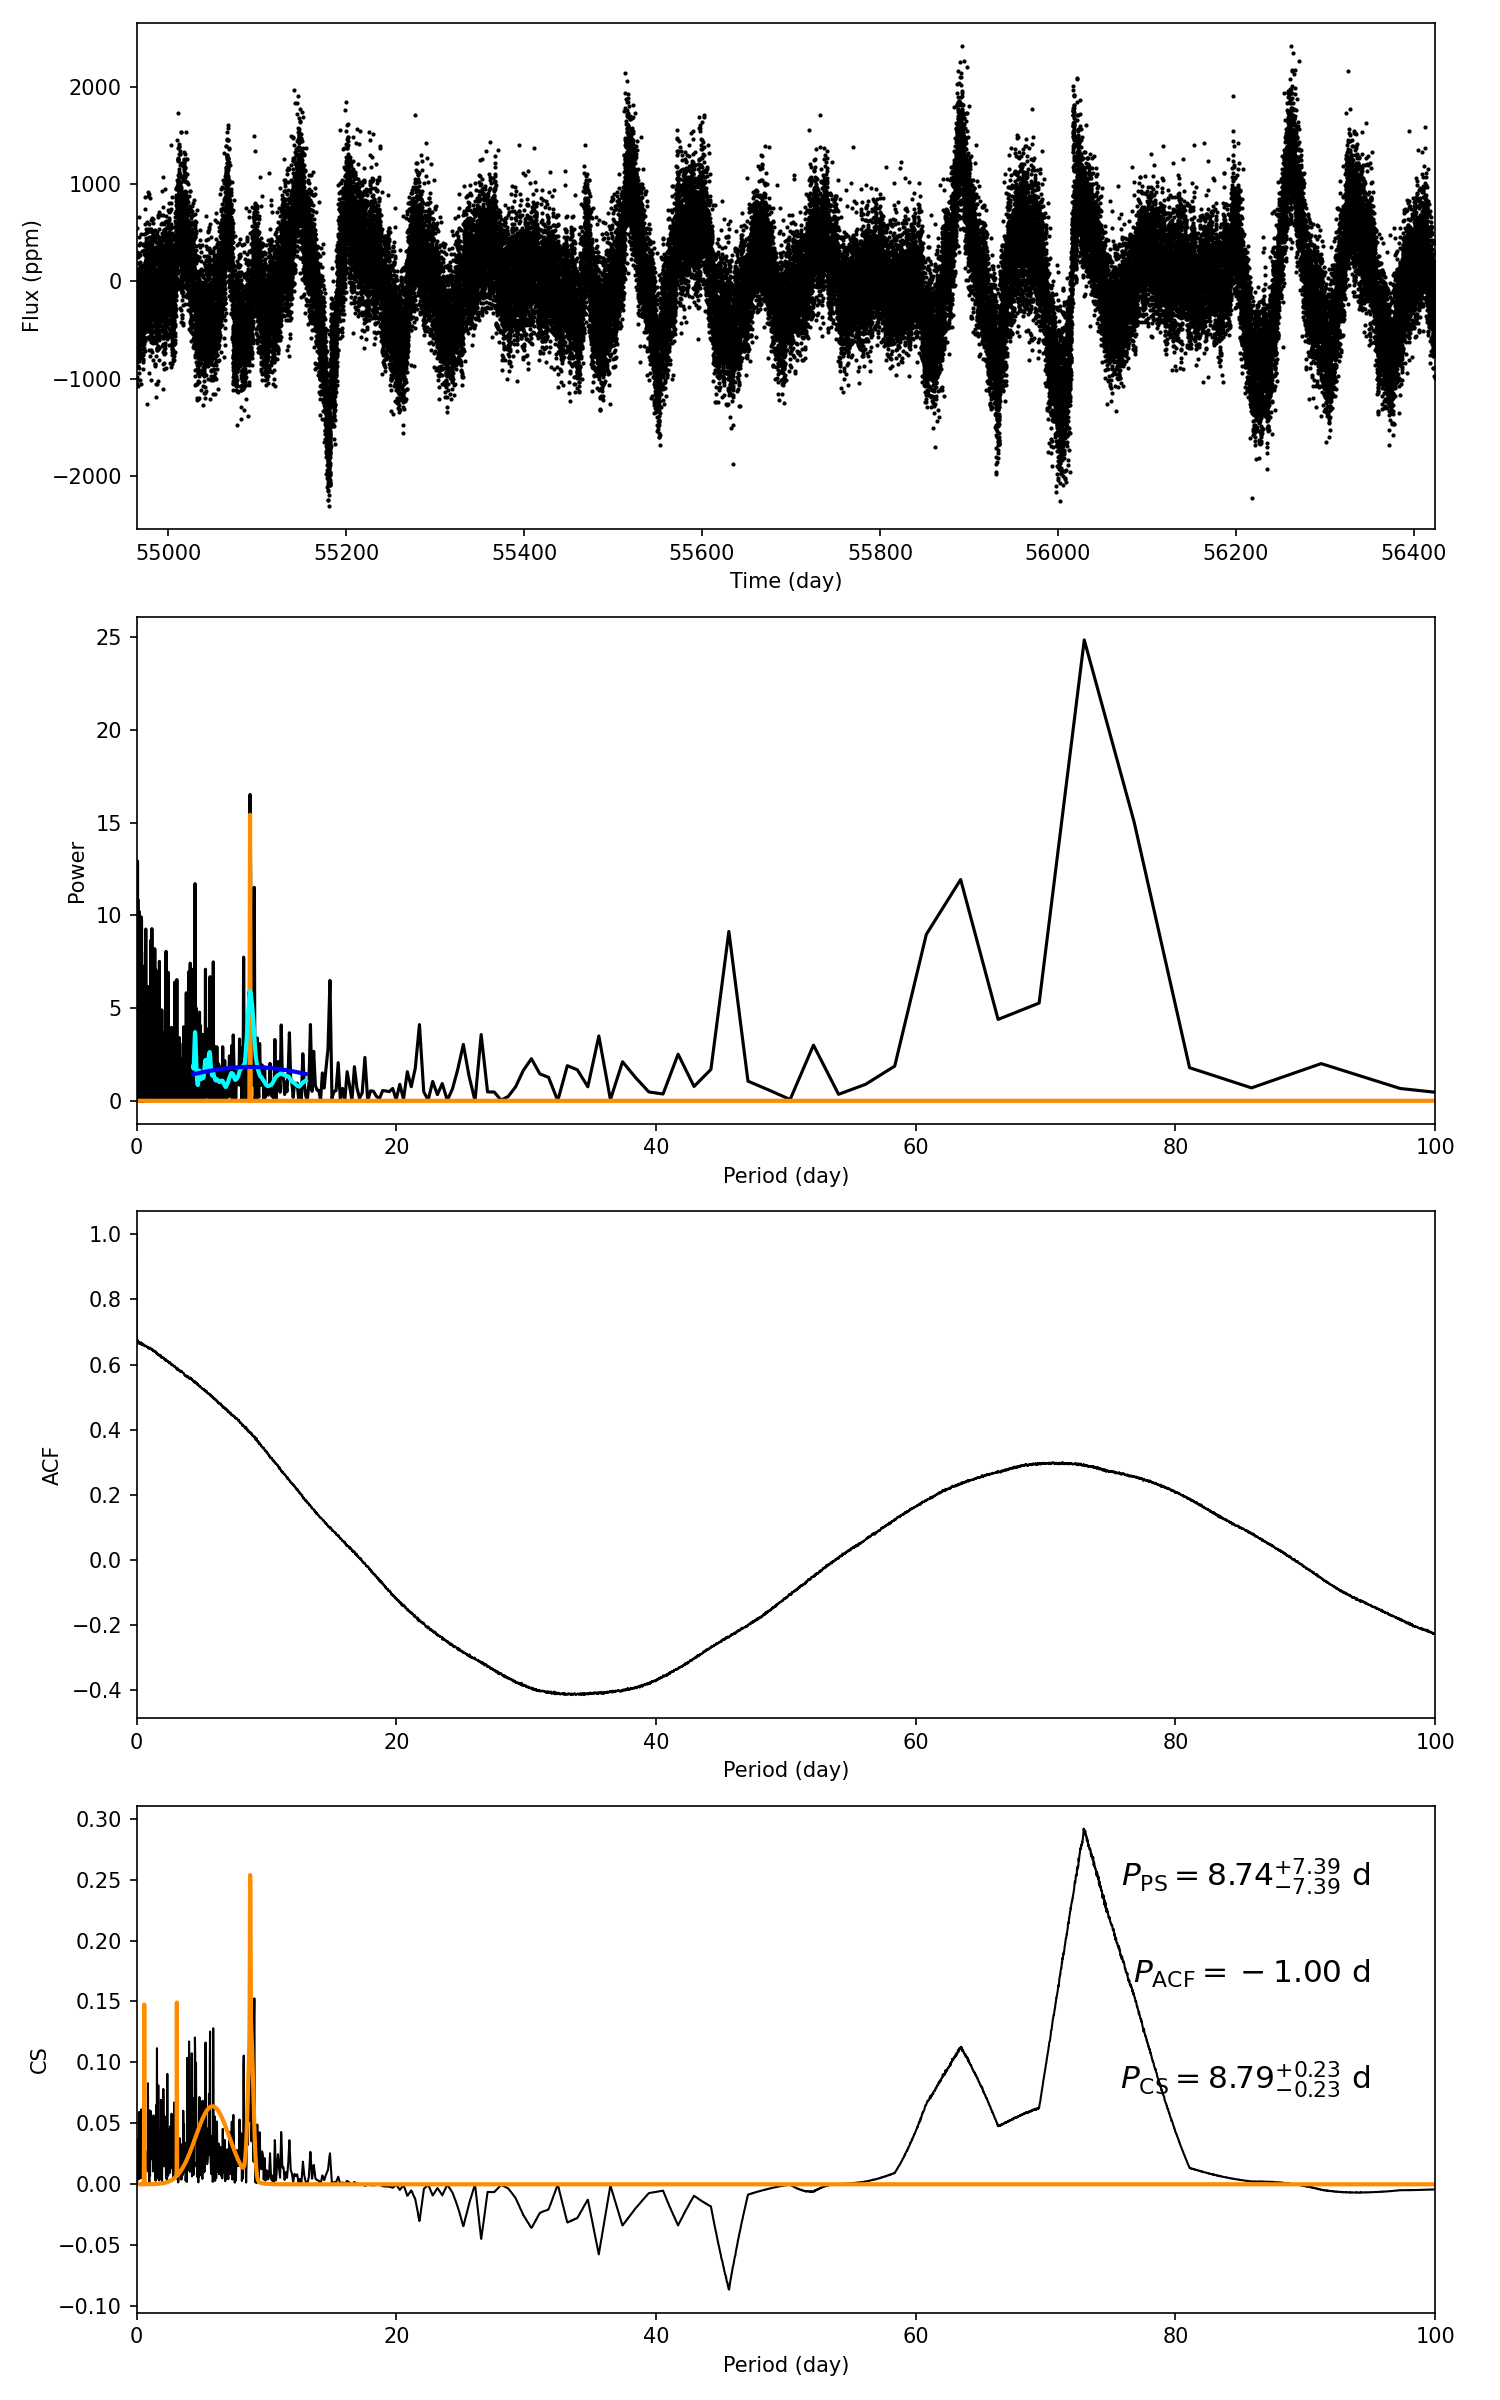 2000
1000
0
−1000
−2000
Flux (ppm)
55000 55200 55400 55600 55800 56000 56200 56400
Time (day)
25
20
15
10
5
0
Power
0 20 40 60 80 100
Period (day)
1.0
0.8
0.6
0.4
0.2
0.0
−0.2
−0.4
ACF
0 20 40 60 80 100
Period (day)
0.30
0.25
0.20
0.15
0.10
0.05
0.00
−0.05
−0.10
CS
P_PS = 8.74 +7.39 −7.39 d
P_ACF = −1.00 d
P_CS = 8.79 +0.23 −0.23 d
0 20 40 60 80 100
Period (day)